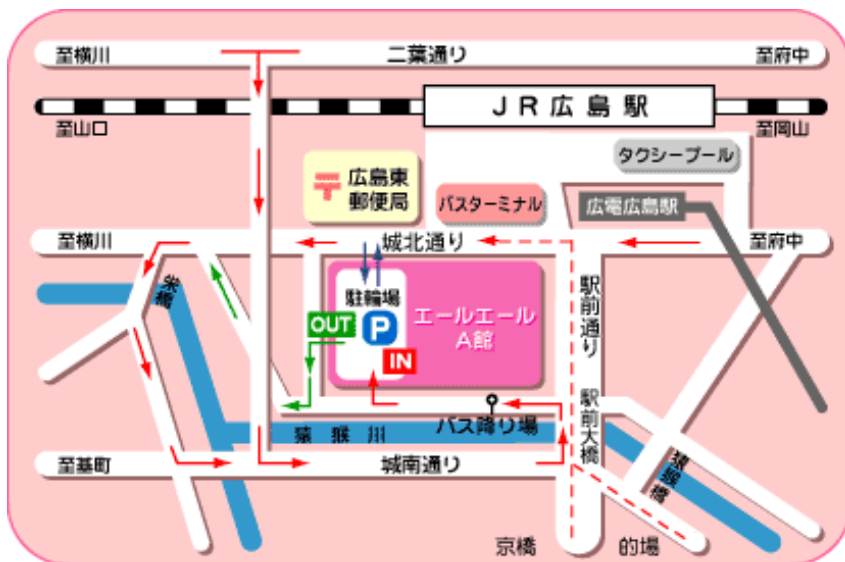 至横川
二葉通り
至府中
JR広島駅
至山口
至岡山
タクシープール
広島東
郵便局
バスターミナル
広電広島駅
至横川
城北通り
至府中
栄橋
駐輪場
駅前通り
OUT
P
エールエール
A館
IN
バス降り場
駅前大橋
猿猴川
至基町
城南通り
猿猴橋
京橋
的場